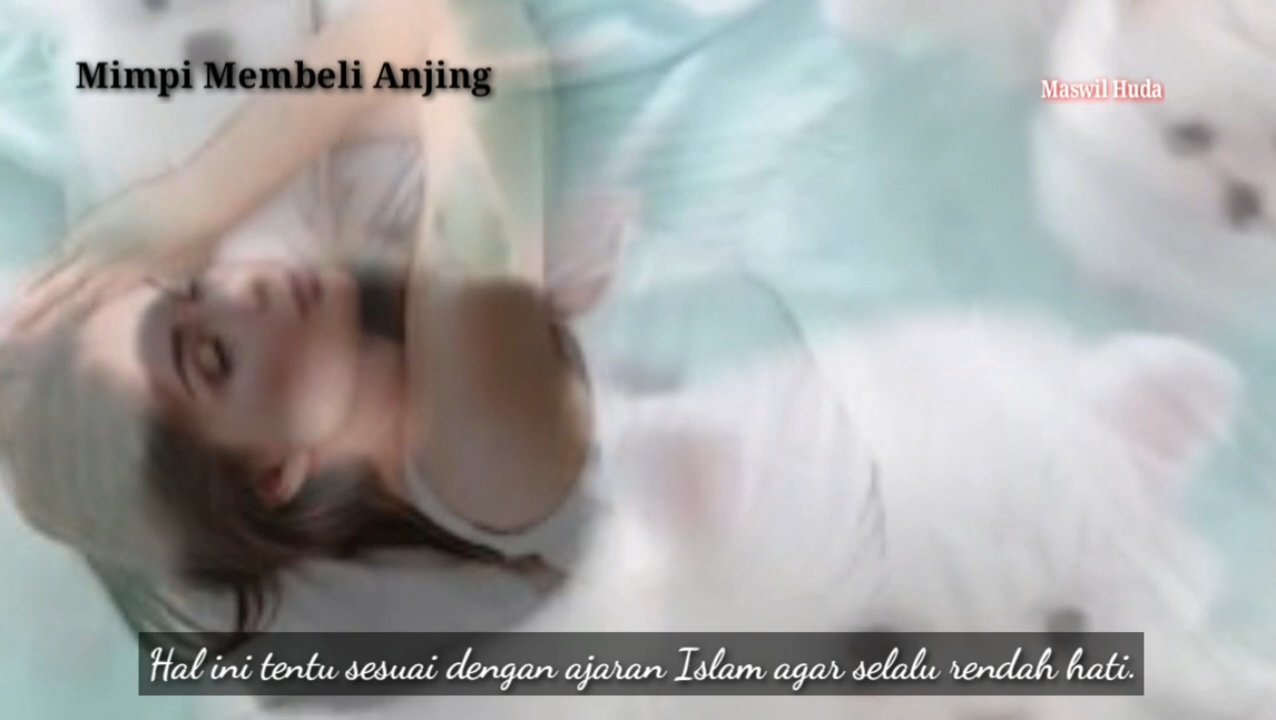 Mimpi Membeli Anjing
Maswil Huda
Hal ini tentu sesuai dengan ajaran Islam agar selalu rendah hati.